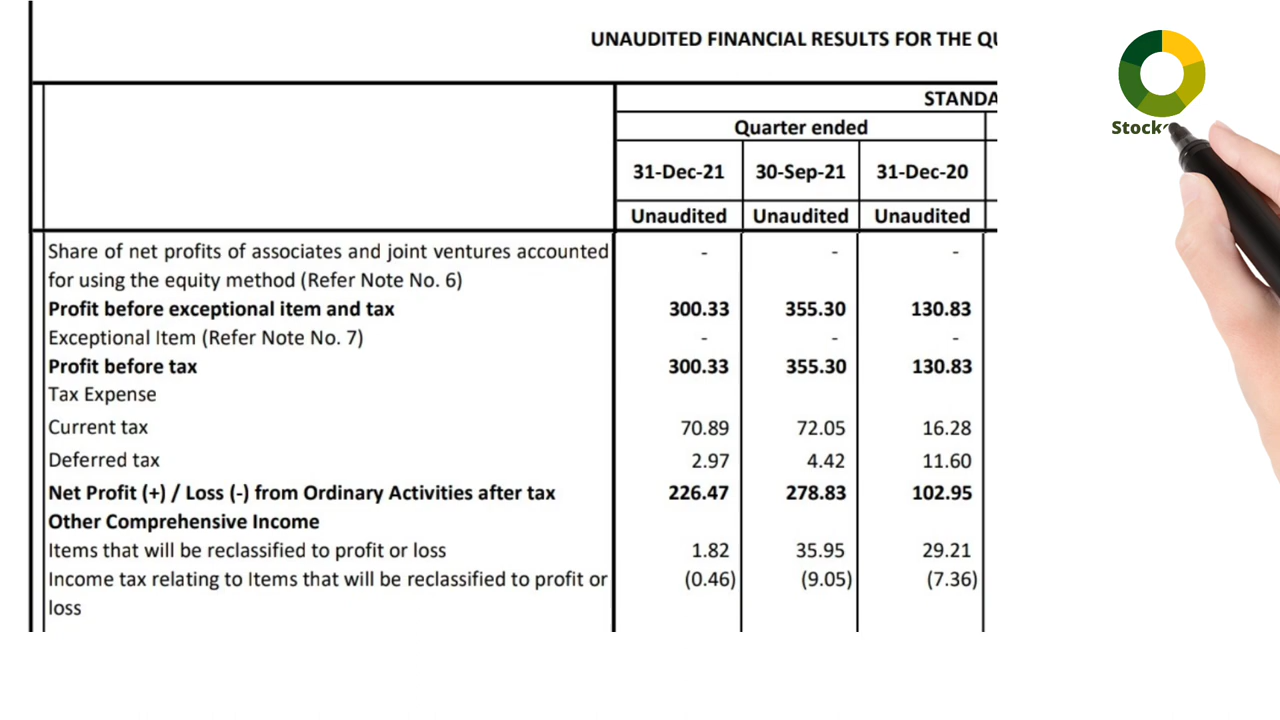 UNAUDITED FINANCIAL RESULTS FOR THE
STANDA
Quarter ended
31-Dec-21 30-Sep-21 31-Dec-20
Unaudited Unaudited Unaudited
Share of net profits of associates and joint ventures accounted - - -
for using the equity method (Refer Note No. 6)
Profit before exceptional item and tax 300.33 355.30 130.83
Exceptional Item (Refer Note No. 7) - - -
Profit before tax 300.33 355.30 130.83
Tax Expense
Current tax 70.89 72.05 16.28
Deferred tax 2.97 4.42 11.60
Net Profit (+) / Loss (-) from Ordinary Activities after tax 226.47 278.83 102.95
Other Comprehensive Income
Items that will be reclassified to profit or loss 1.82 35.95 29.21
Income tax relating to Items that will be reclassified to profit or (0.46) (9.05) (7.36)
loss
Stock